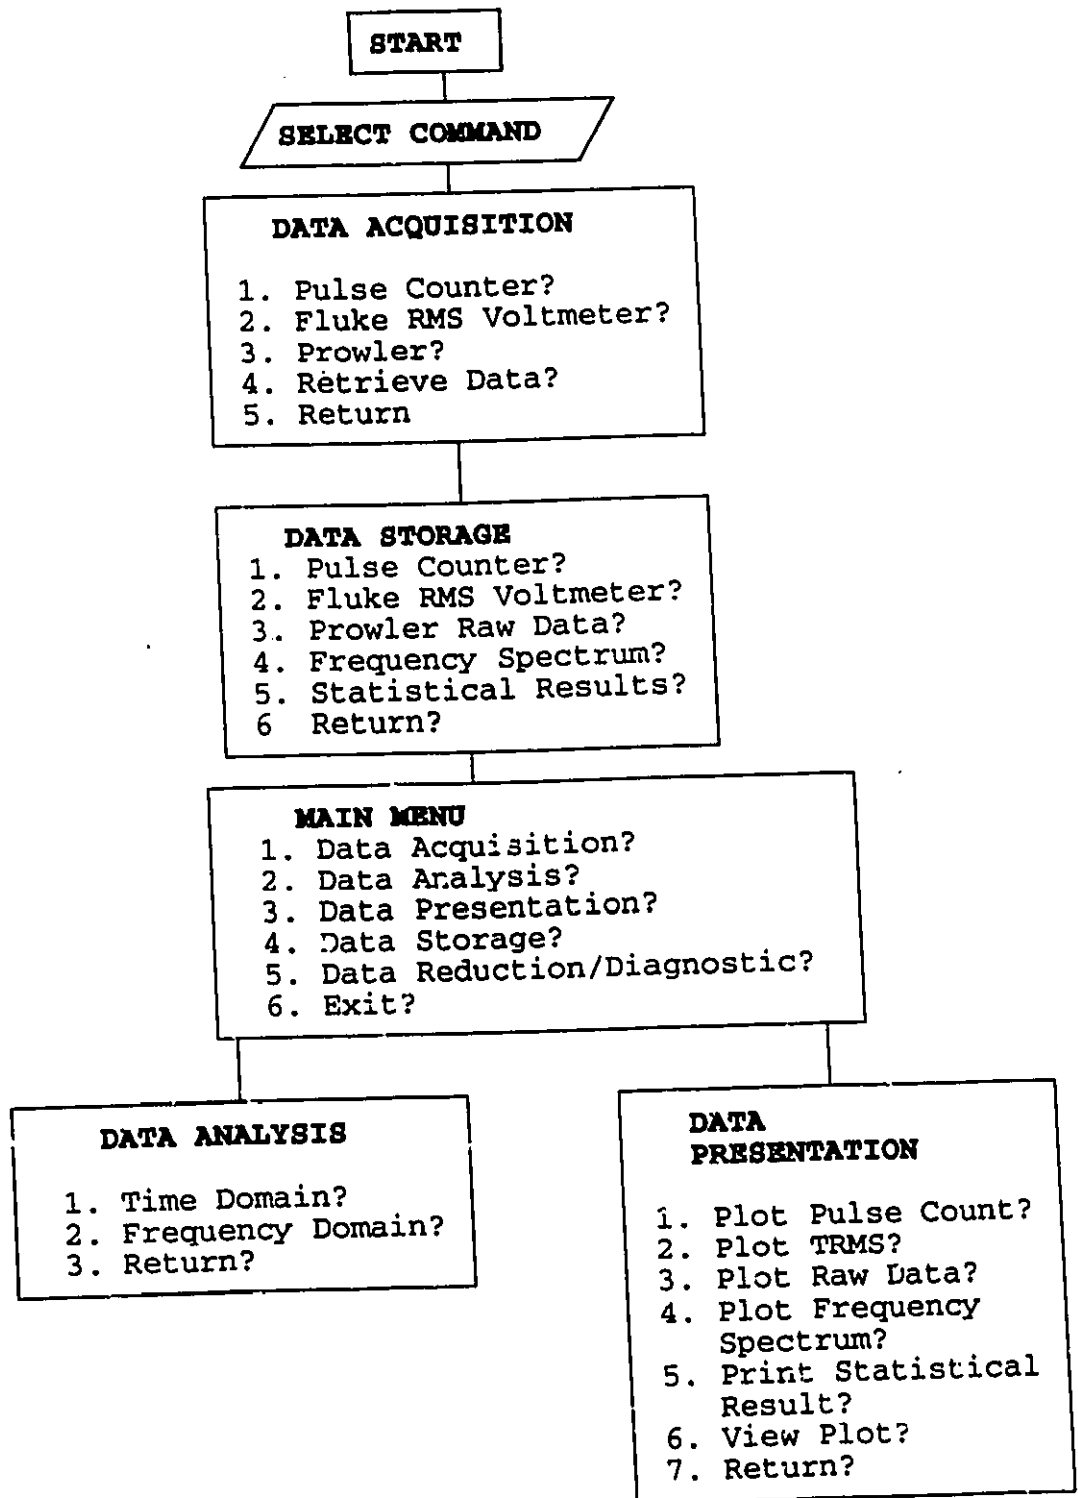 START
SELECT COMMAND
DATA ACQUISITION
1. Pulse Counter?
2. Fluke RMS Voltmeter?
3. Prowler?
4. Retrieve Data?
5. Return
DATA STORAGE
1. Pulse Counter?
2. Fluke RMS Voltmeter?
3. Prowler Raw Data?
4. Frequency Spectrum?
5. Statistical Results?
6 Return?
MAIN MENU
1. Data Acquisition?
2. Data Analysis?
3. Data Presentation?
4. Data Storage?
5. Data Reduction/Diagnostic?
6. Exit?
DATA ANALYSIS
1. Time Domain?
2. Frequency Domain?
3. Return?
DATA
PRESENTATION
1. Plot Pulse Count?
2. Plot TRMS?
3. Plot Raw Data?
4. Plot Frequency
Spectrum?
5. Print Statistical
Result?
6. View Plot?
7. Return?